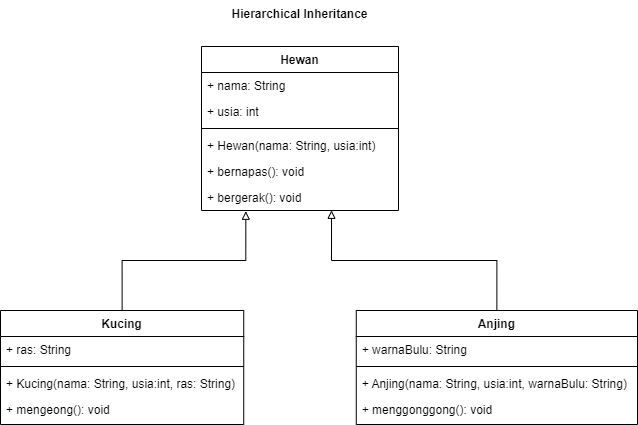 Hierarchical Inheritance
Hewan
+ nama: String
+ usia: int
+ Hewan(nama: String, usia:int)
+ bernapas(): void
+ bergerak(): void
Kucing
+ ras: String
+ Kucing(nama: String, usia:int, ras: String)
+ mengeong(): void
Anjing
+ warnaBulu: String
+ Anjing(nama: String, usia:int, warnaBulu: String)
+ menggonggong(): void